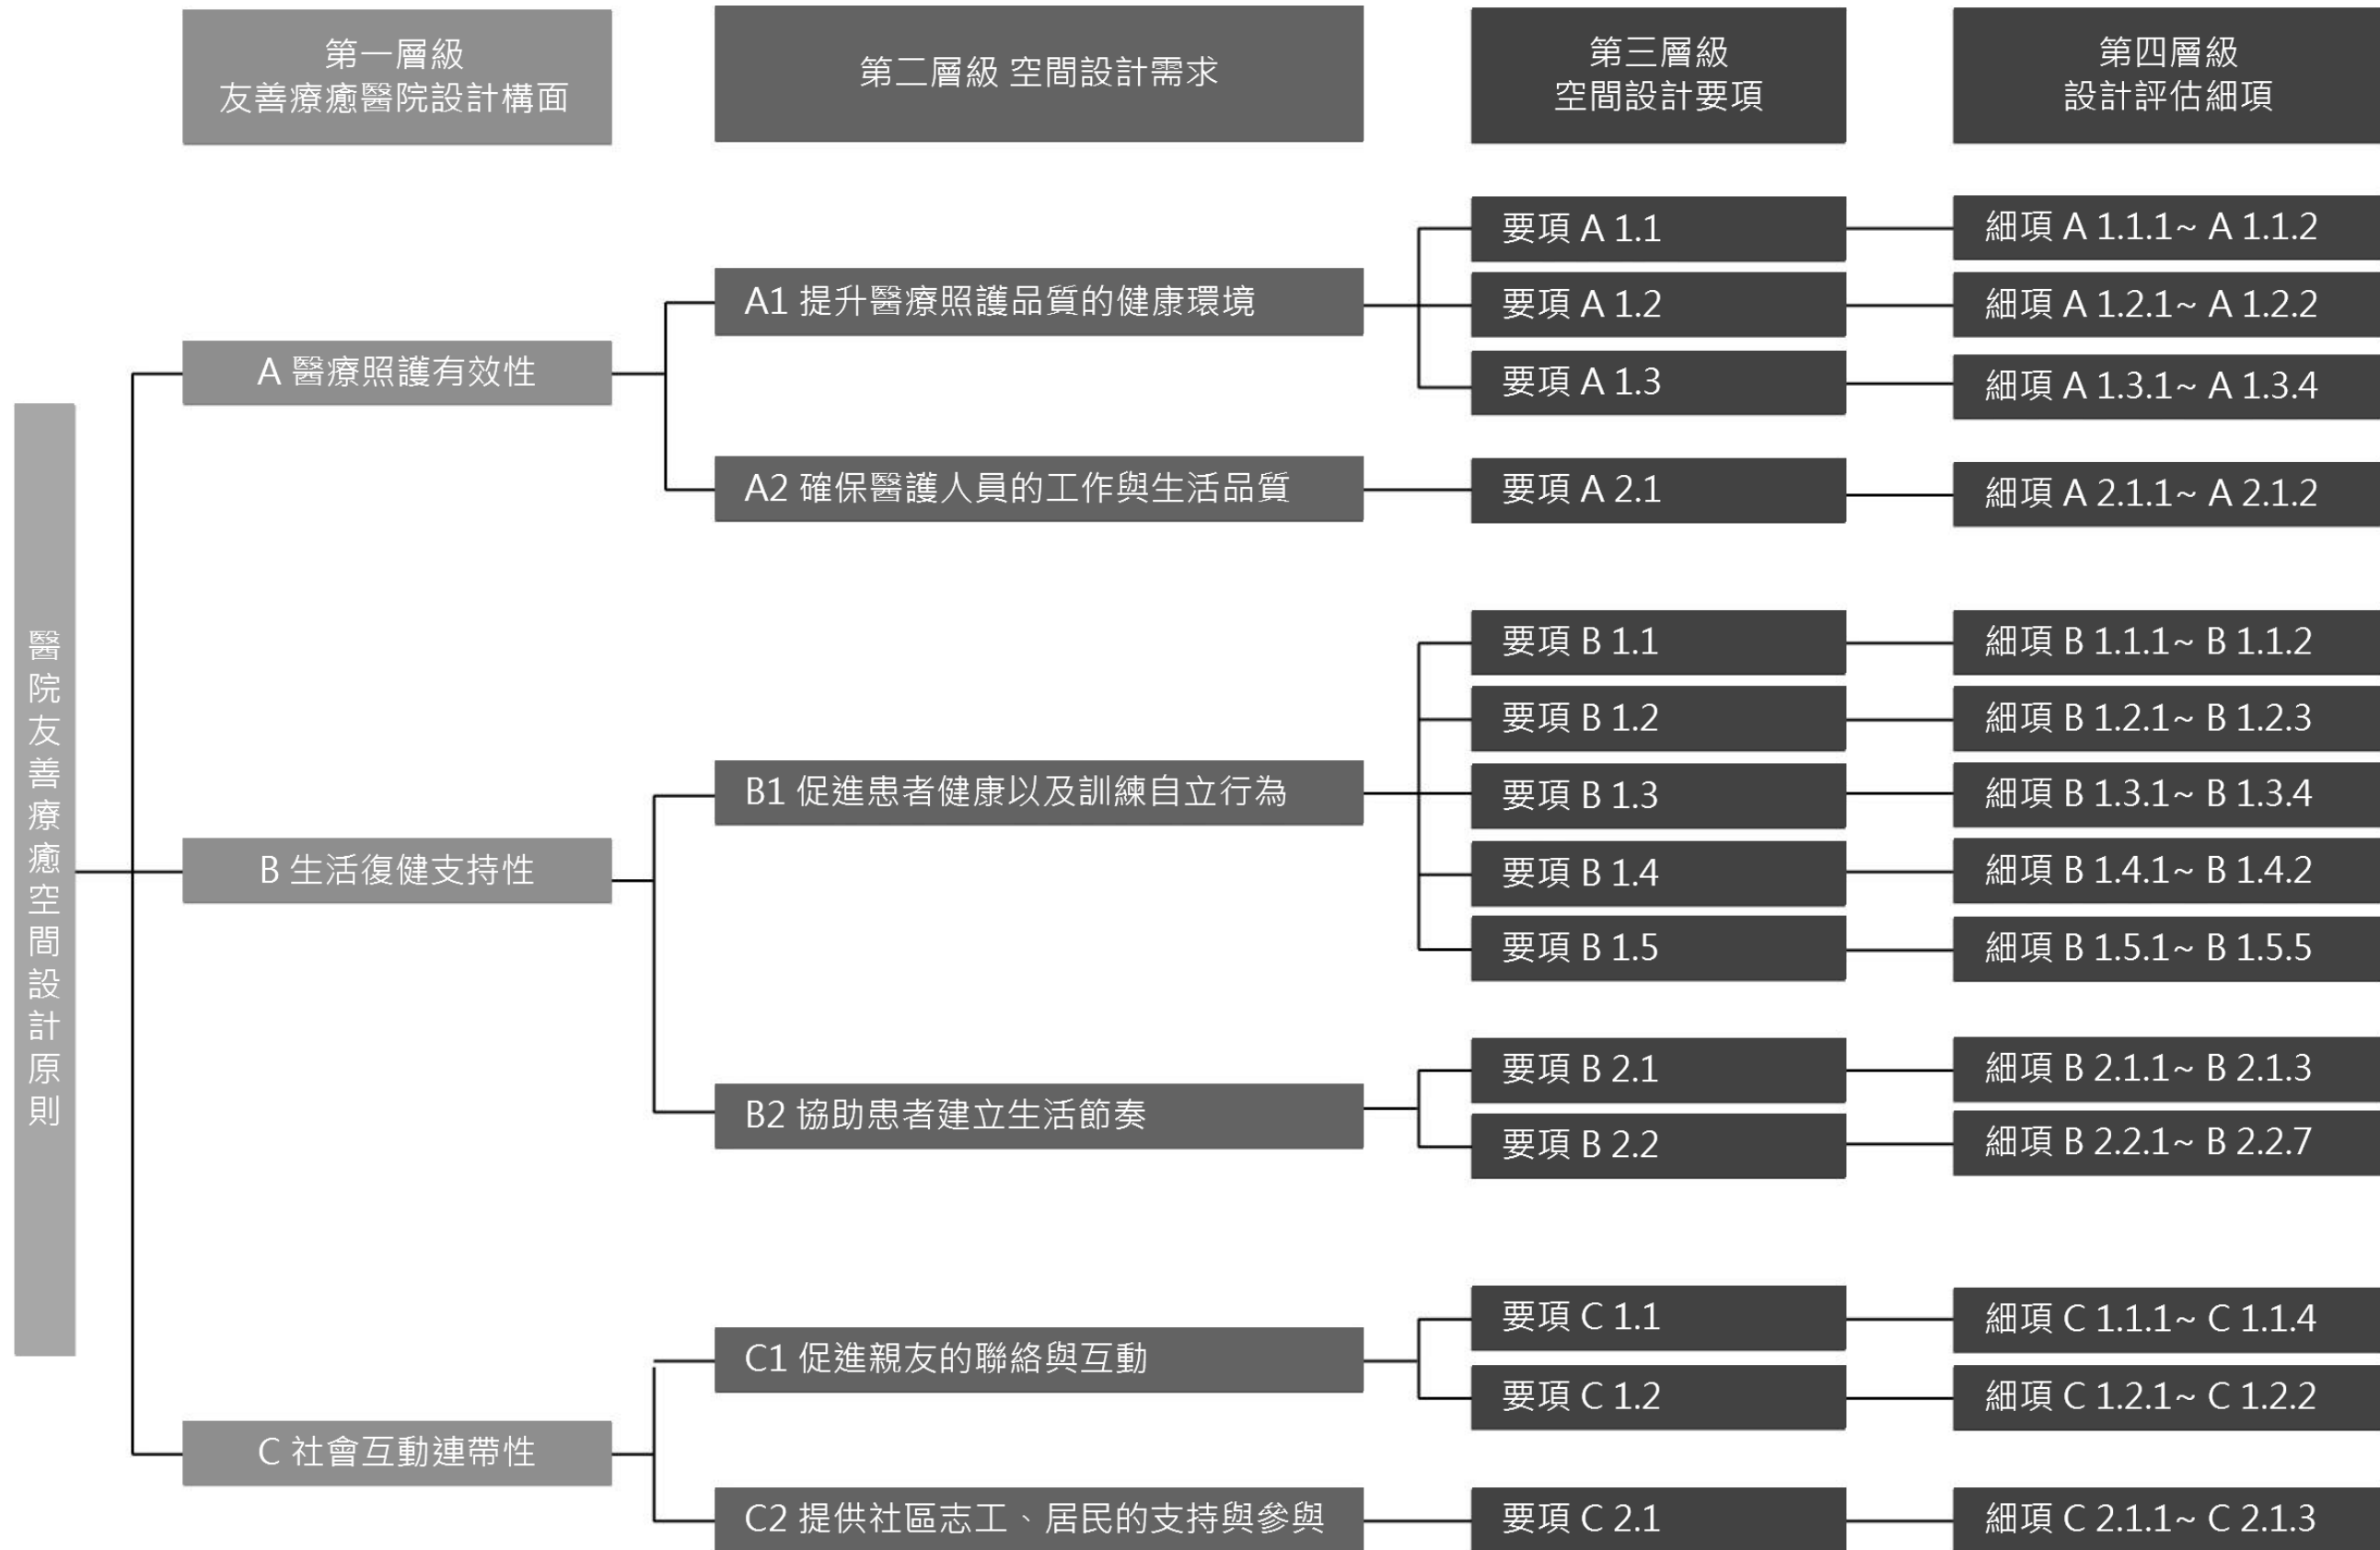 第一層級
友善療癒醫院設計構面
第二層級 空間設計需求
第三層級
空間設計要項
第四層級
設計評估細項
醫院友善療癒空間設計原則
A 醫療照護有效性
A1 提升醫療照護品質的健康環境
要項 A 1.1
細項 A 1.1.1~ A 1.1.2
要項 A 1.2
細項 A 1.2.1~ A 1.2.2
要項 A 1.3
細項 A 1.3.1~ A 1.3.4
A2 確保醫護人員的工作與生活品質
要項 A 2.1
細項 A 2.1.1~ A 2.1.2
B 生活復健支持性
B1 促進患者健康以及訓練自立行為
要項 B 1.1
細項 B 1.1.1~ B 1.1.2
要項 B 1.2
細項 B 1.2.1~ B 1.2.3
要項 B 1.3
細項 B 1.3.1~ B 1.3.4
要項 B 1.4
細項 B 1.4.1~ B 1.4.2
要項 B 1.5
細項 B 1.5.1~ B 1.5.5
B2 協助患者建立生活節奏
要項 B 2.1
細項 B 2.1.1~ B 2.1.3
要項 B 2.2
細項 B 2.2.1~ B 2.2.7
C 社會互動連帶性
C1 促進親友的聯絡與互動
要項 C 1.1
細項 C 1.1.1~ C 1.1.4
要項 C 1.2
細項 C 1.2.1~ C 1.2.2
C2 提供社區志工、居民的支持與參與
要項 C 2.1
細項 C 2.1.1~ C 2.1.3